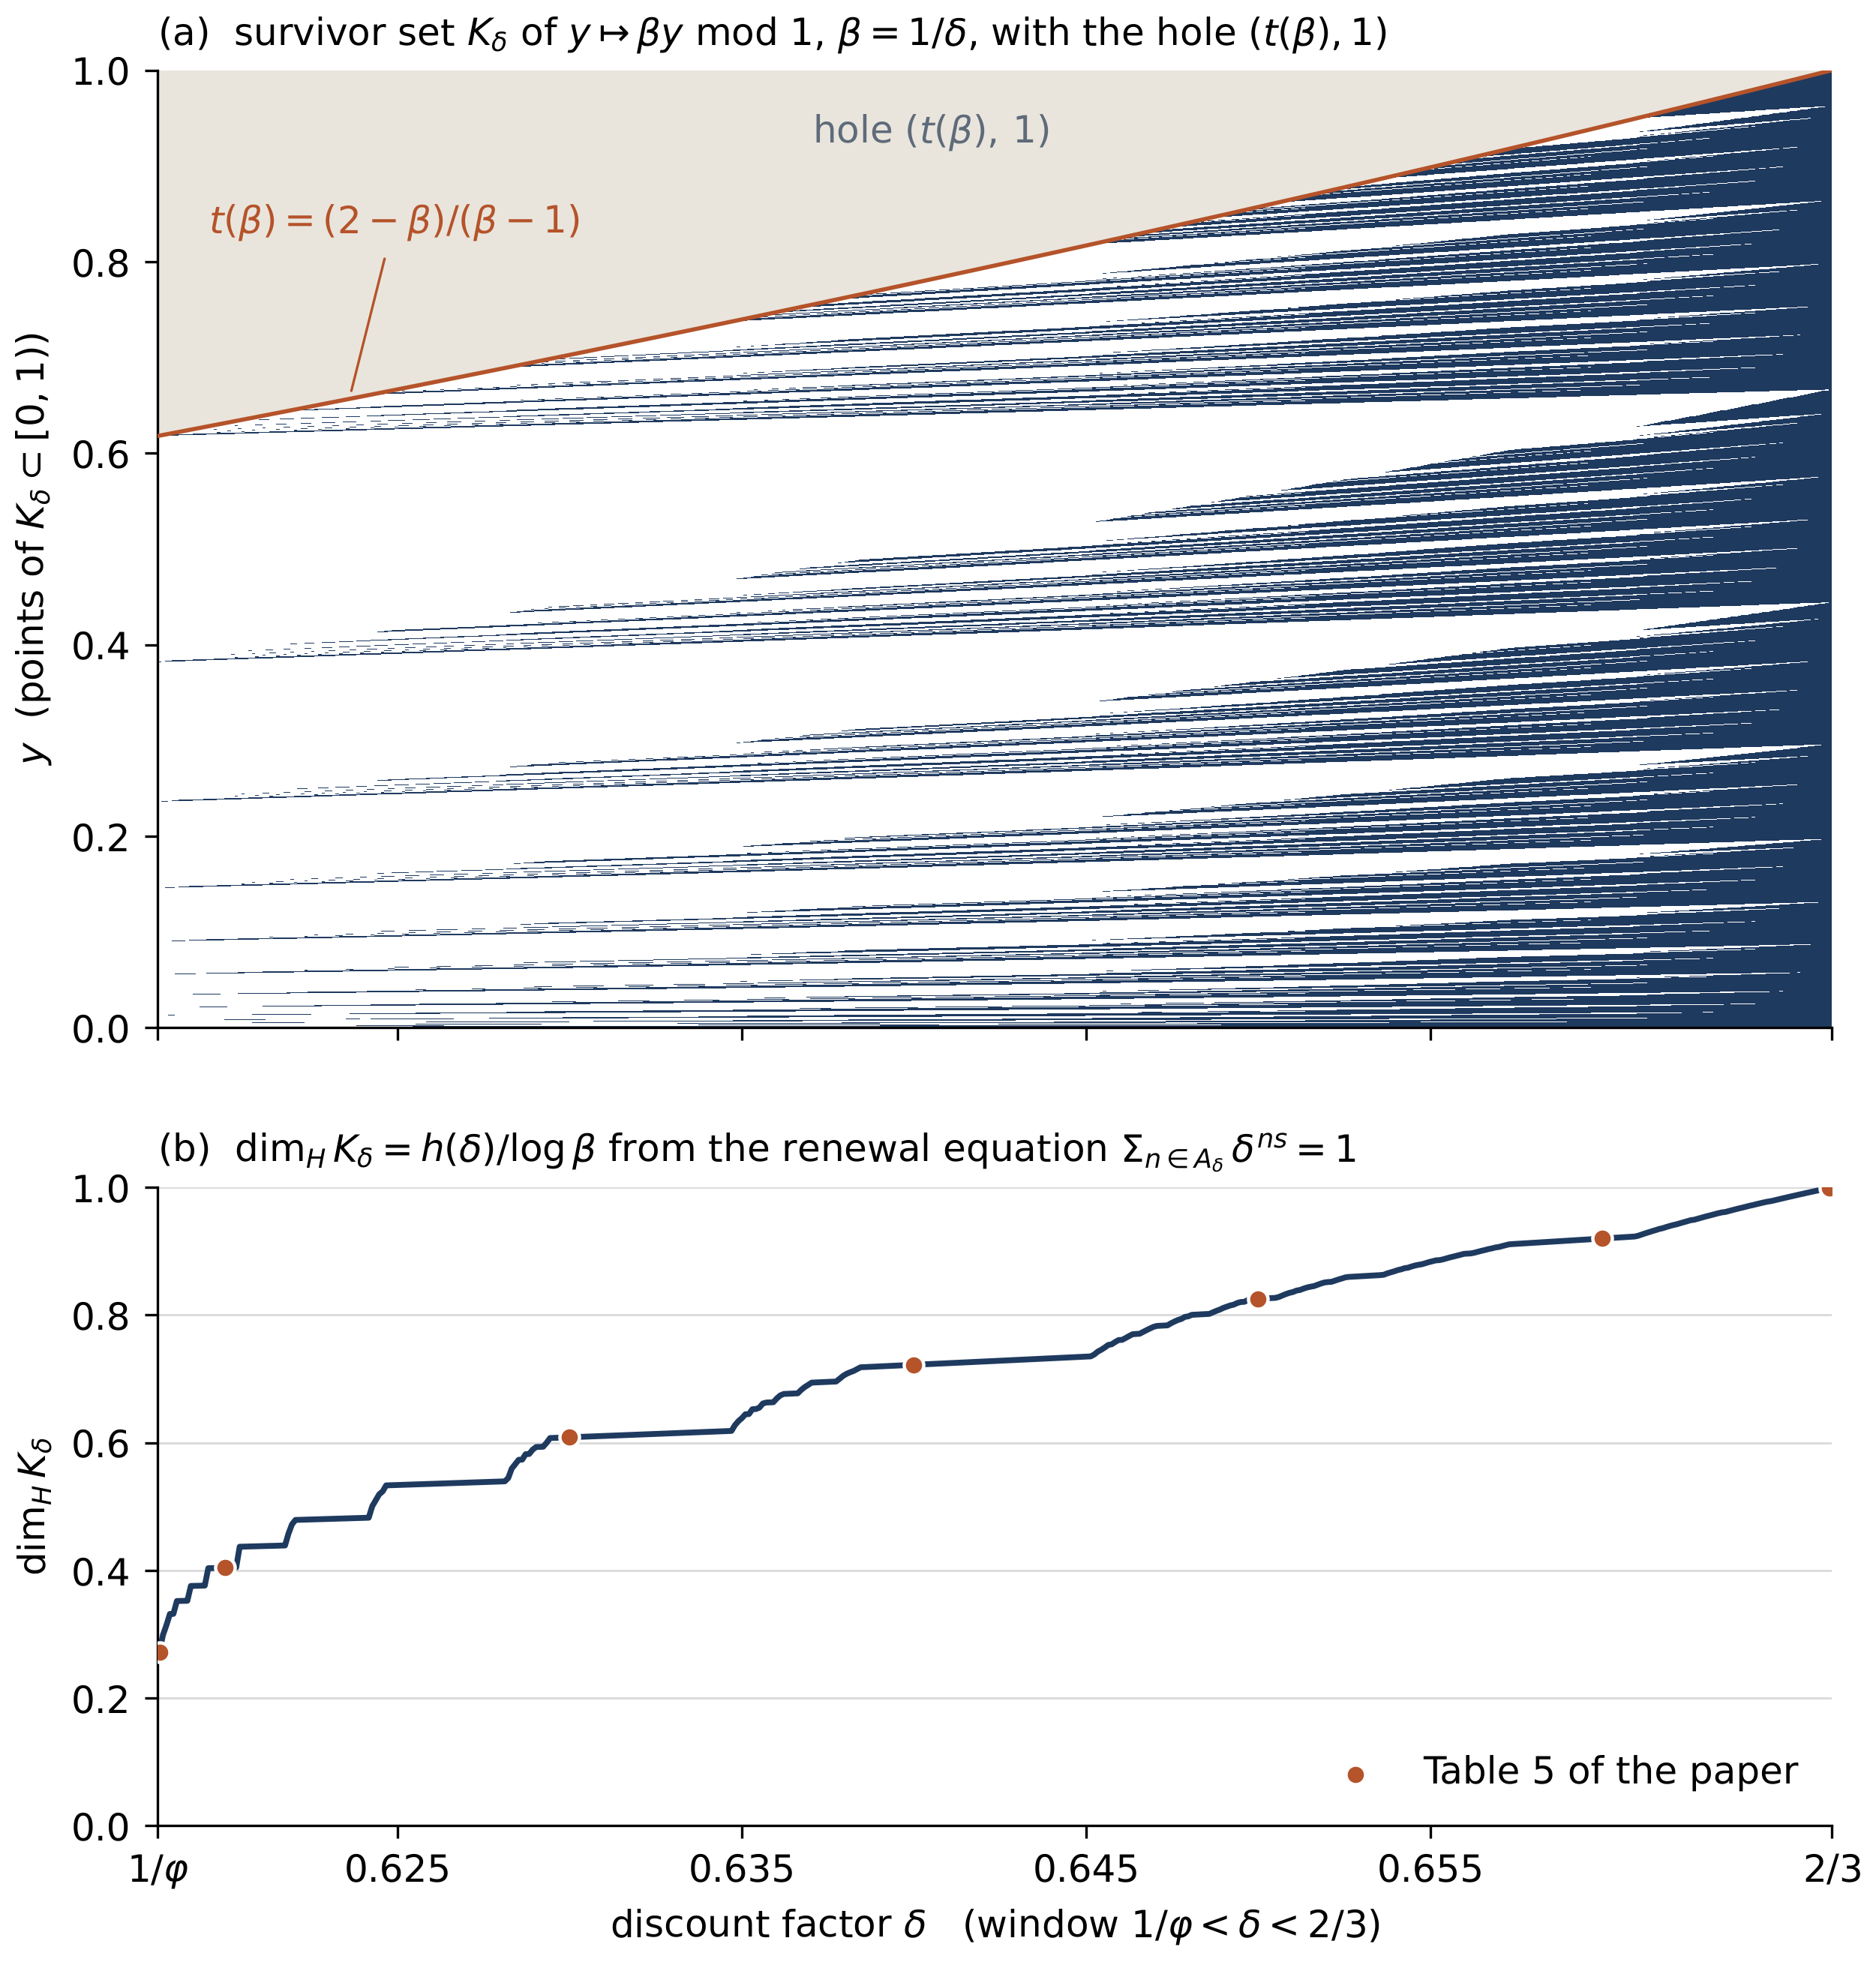 (a) survivor set K_δ of y ↦ βy mod 1, β = 1/δ, with the hole (t(β), 1)
1.0
hole (t(β), 1)
t(β) = (2 − β)/(β − 1)
0.8
0.6
0.4
0.2
0.0
y (points of K_δ ⊂ [0, 1))
(b) dim_H K_δ = h(δ)/log β from the renewal equation Σ_{n ∈ A_δ} δ^{ns} = 1
1.0
0.8
0.6
0.4
0.2
0.0
dim_H K_δ
Table 5 of the paper
1/φ 0.625 0.635 0.645 0.655 2/3
discount factor δ (window 1/φ < δ < 2/3)